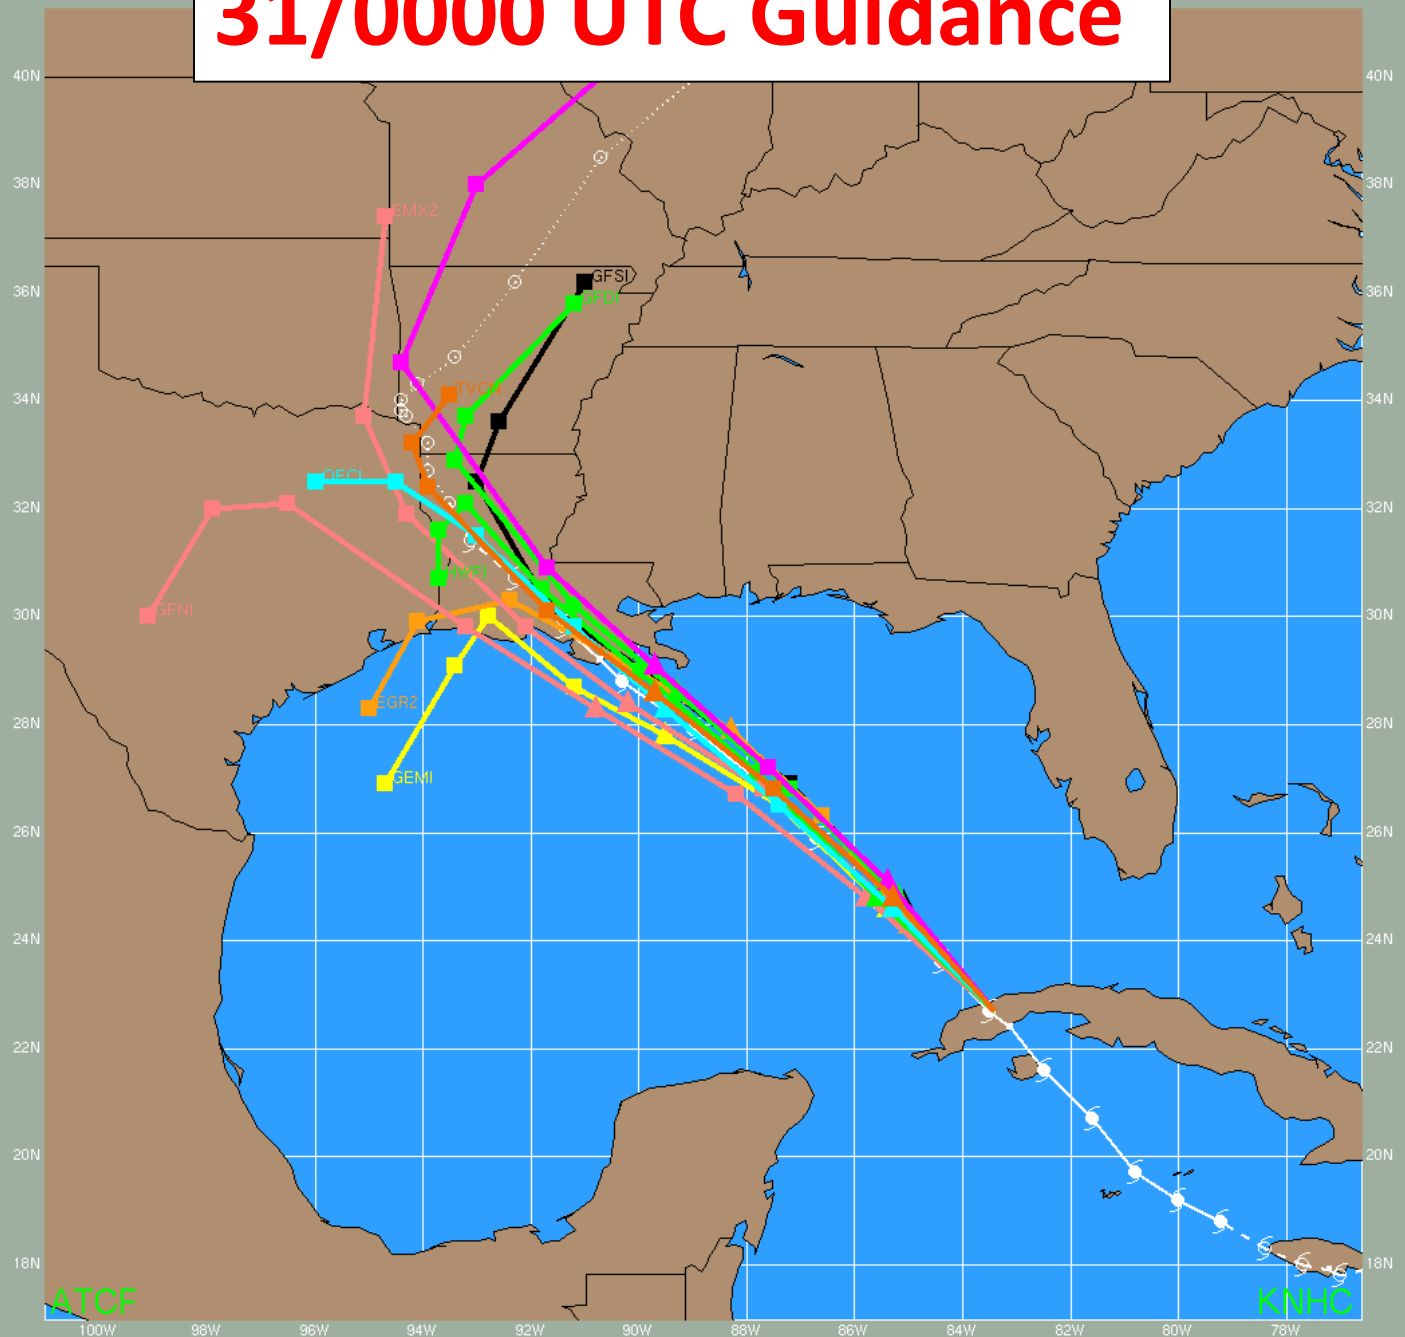 31/0000 UTC Guidance
40N 40N
38N 38N
EMX2
36N GFSI 36N
GFDI
34N TVCN 34N
OFCI
32N 32N
HWFI
30N GFNI 30N
28N EGR2 28N
GEMI
26N 26N
24N 24N
22N 22N
20N 20N
18N 18N
ATCF KNHC
100W 98W 96W 94W 92W 90W 88W 86W 84W 82W 80W 78W